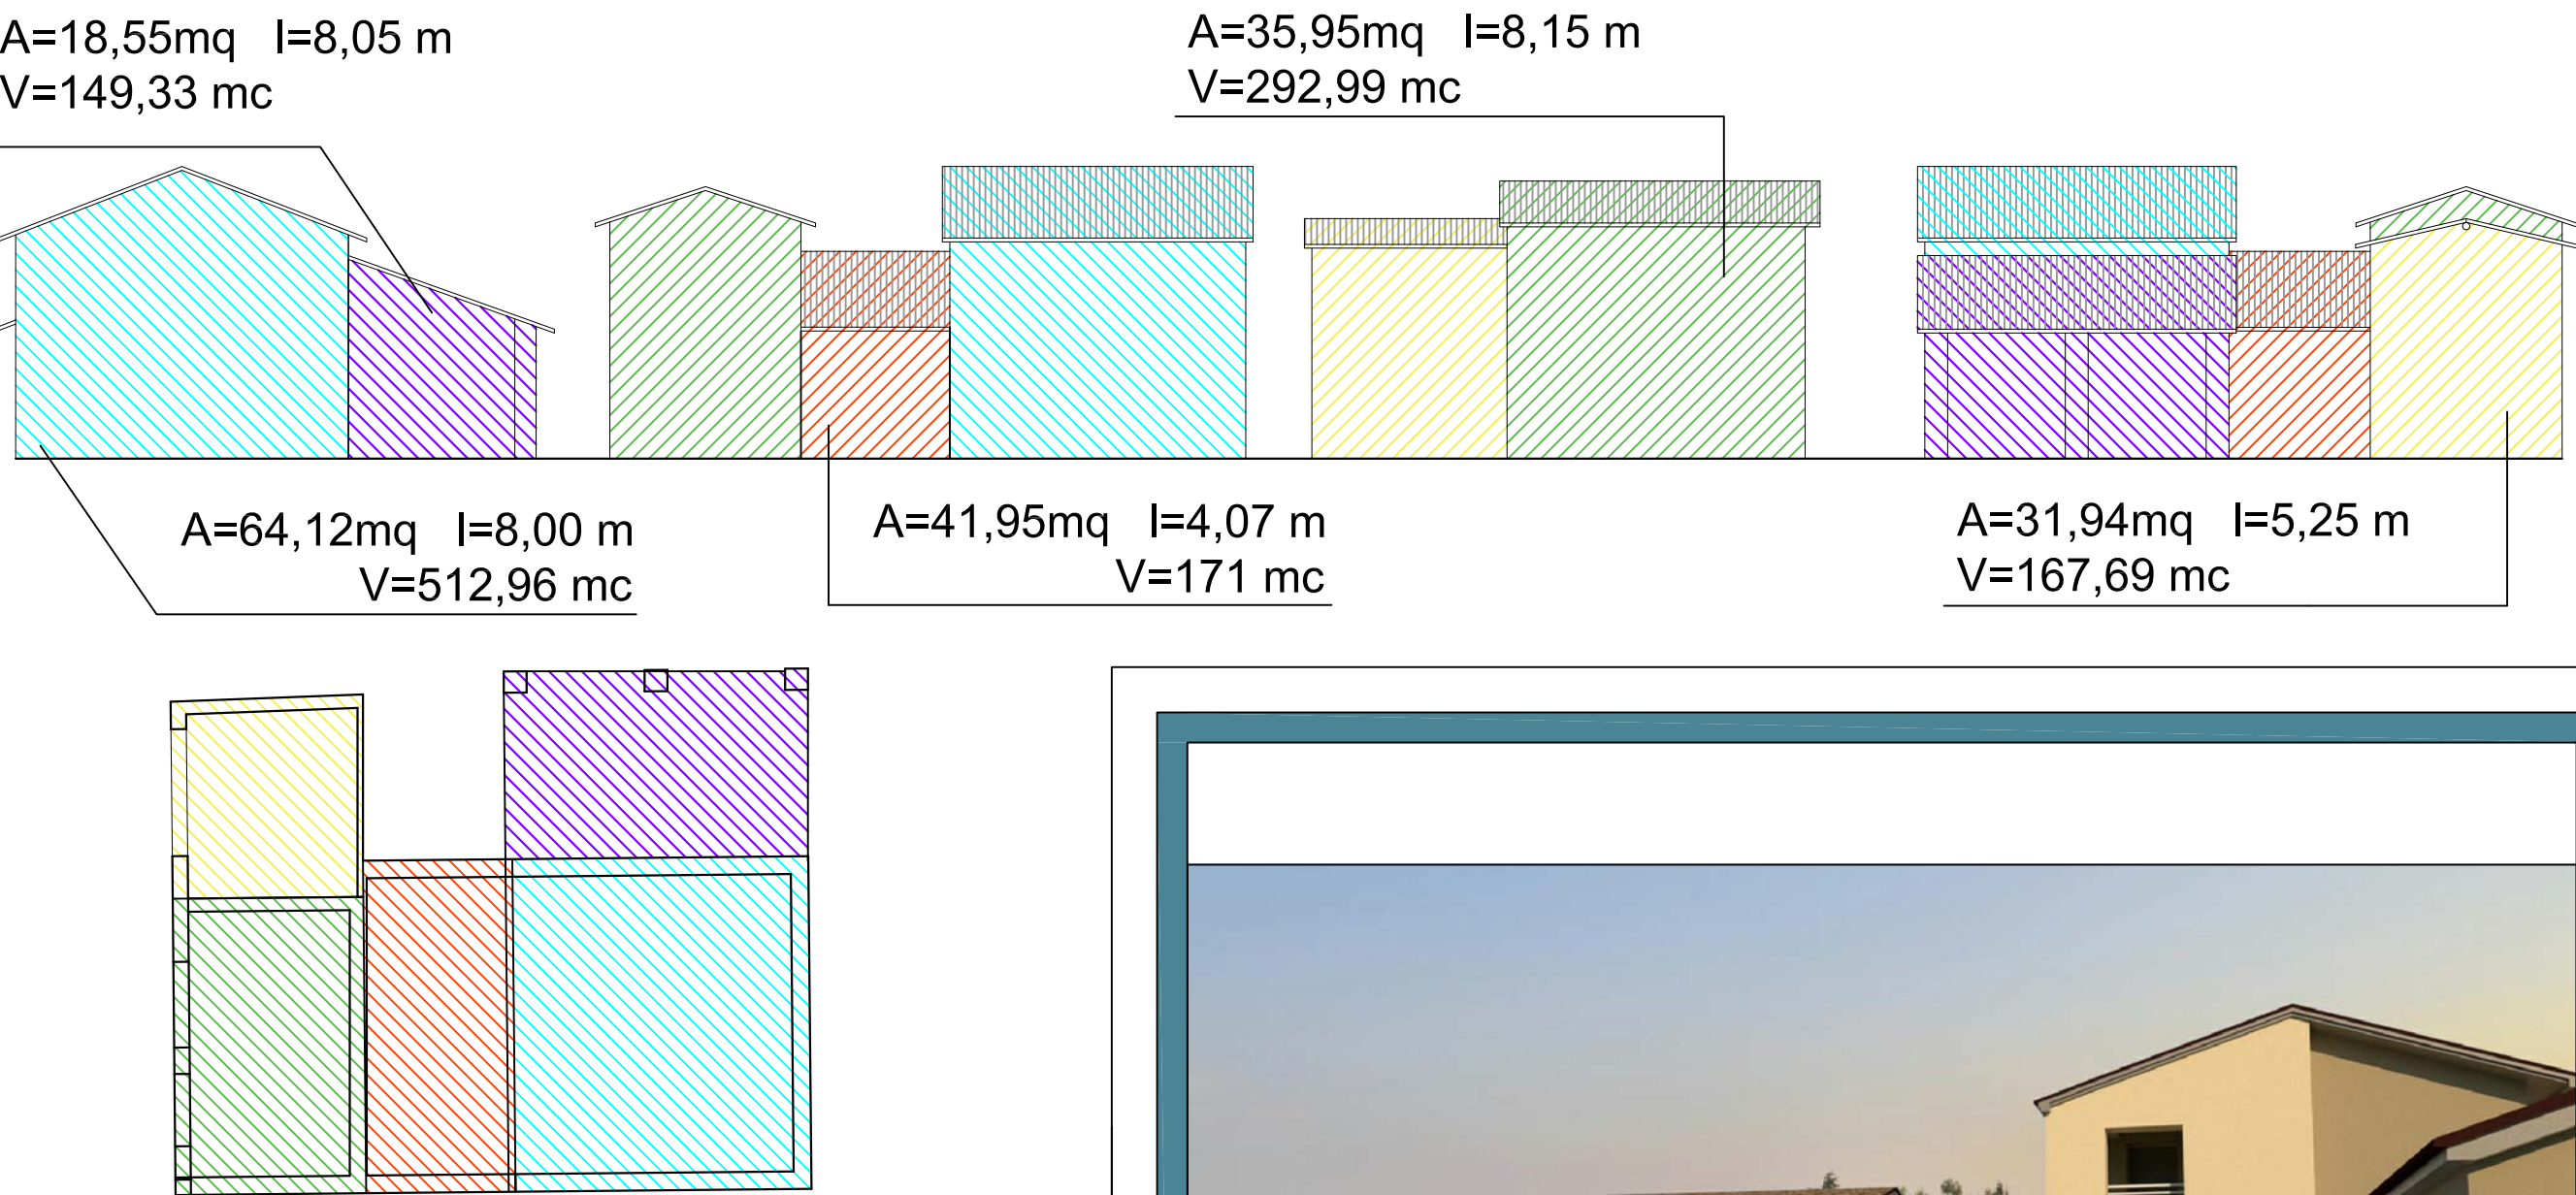 A=18,55mq l=8,05 m
V=149,33 mc
A=35,95mq l=8,15 m
V=292,99 mc
A=64,12mq l=8,00 m
V=512,96 mc
A=41,95mq l=4,07 m
V=171 mc
A=31,94mq l=5,25 m
V=167,69 mc